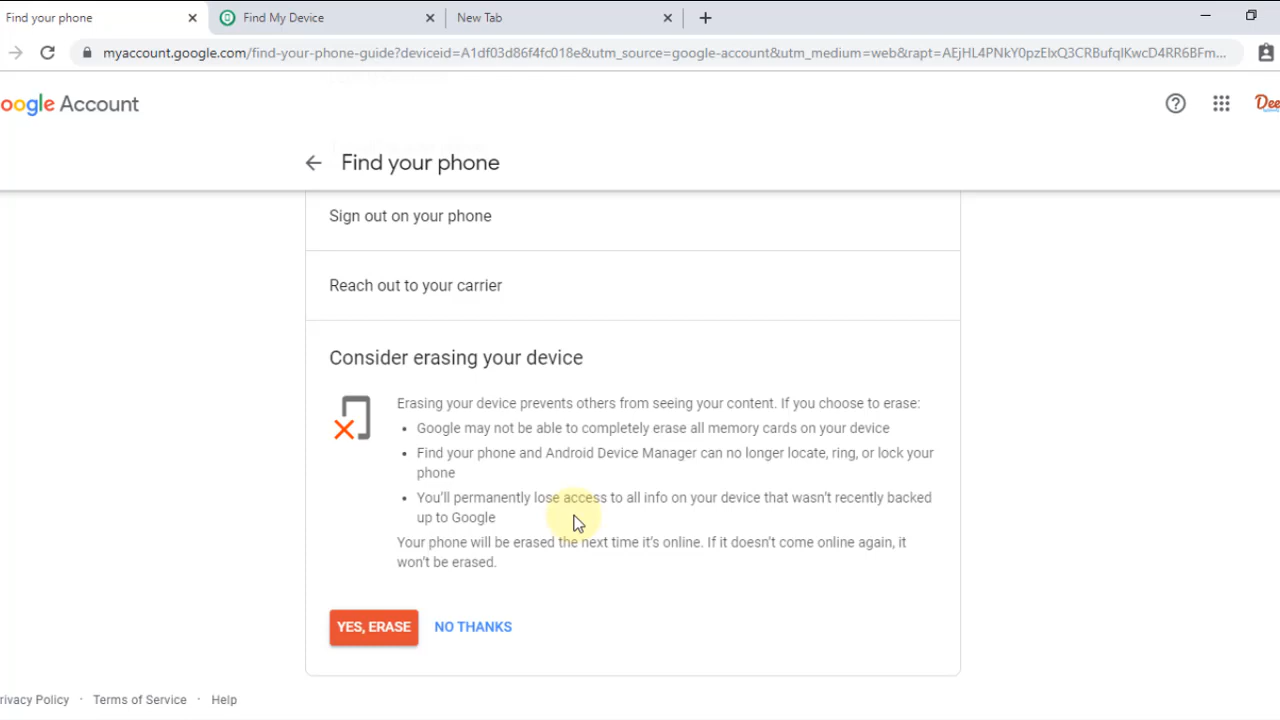 Find your phone
Find My Device
New Tab
myaccount.google.com/find-your-phone-guide?deviceid=A1df03d86f4fc018e&utm_source=google-account&utm_medium=web&rapt=AEjHL4PNkY0pzElxQ3CRBufqlKwcD4RR6BFm...
oogle Account
Dee
Find your phone
Sign out on your phone
Reach out to your carrier
Consider erasing your device
Erasing your device prevents others from seeing your content. If you choose to erase:
• Google may not be able to completely erase all memory cards on your device
• Find your phone and Android Device Manager can no longer locate, ring, or lock your
phone
• You'll permanently lose access to all info on your device that wasn't recently backed
up to Google
Your phone will be erased the next time it's online. If it doesn't come online again, it
won't be erased.
YES, ERASE
NO THANKS
rivacy Policy · Terms of Service · Help